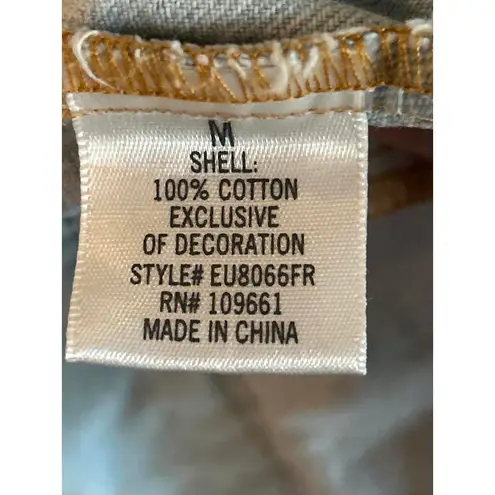 M
SHELL:
100% COTTON
EXCLUSIVE
OF DECORATION
STYLE# EU8066FR
RN# 109661
MADE IN CHINA